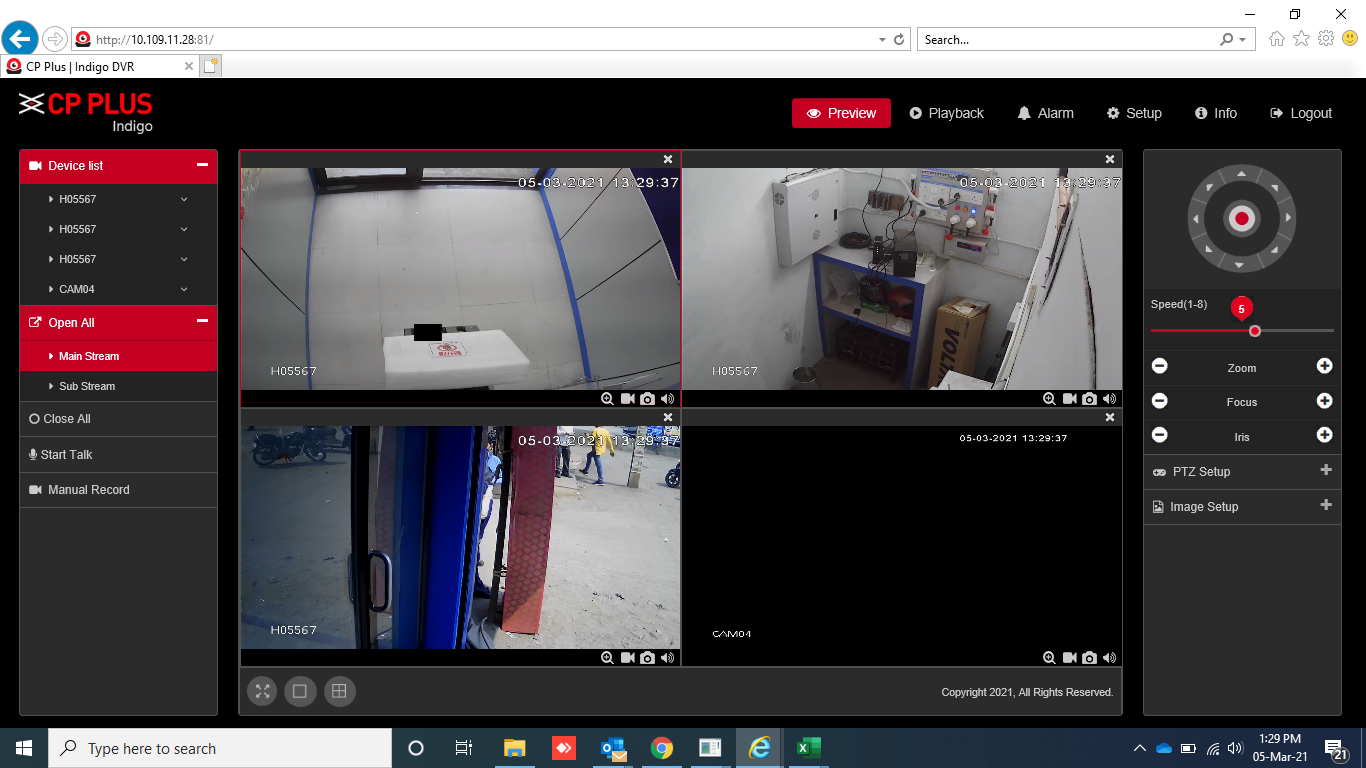 http://10.109.11.28:81/
Search...
CP Plus | Indigo DVR
CP PLUS
Indigo
Preview
Playback
Alarm
Setup
Info
Logout
Device list
H05567
H05567
H05567
CAM04
Open All
Main Stream
Sub Stream
Close All
Start Talk
Manual Record
05-03-2021 13:29:37
H05567
05-03-2021 13:29:37
H05567
05-03-2021 13:29:37
H05567
05-03-2021 13:29:37
CAM04
Copyright 2021, All Rights Reserved.
Speed(1-8)
5
Zoom
Focus
Iris
PTZ Setup
Image Setup
Type here to search
1:29 PM
05-Mar-21
21